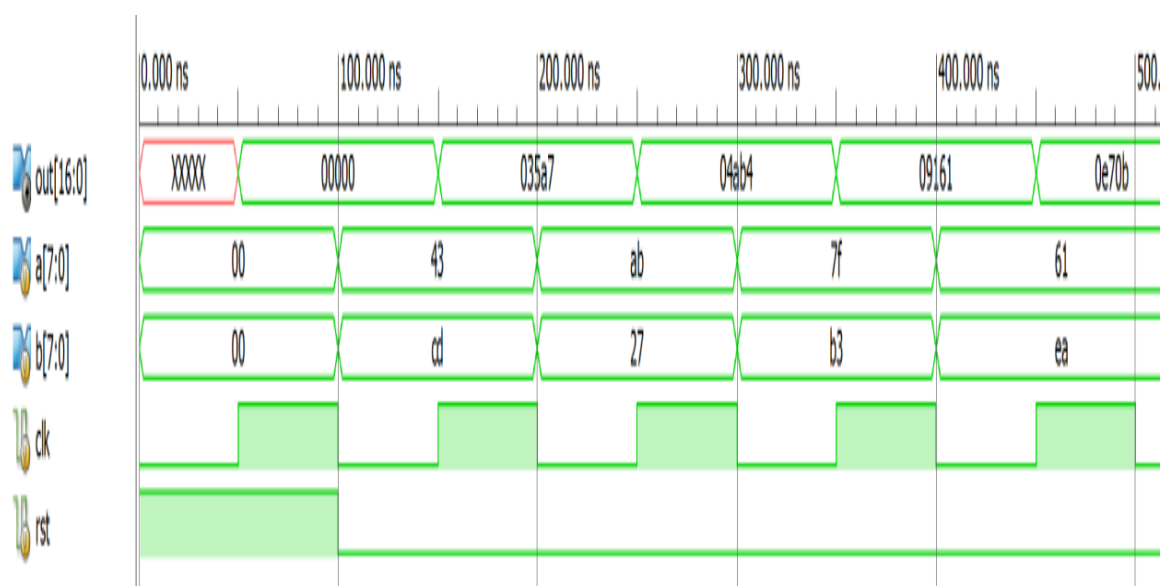 0.000 ns 100.000 ns 200.000 ns 300.000 ns 400.000 ns 500.
out[16:0] XXXXX 00000 035a7 04ab4 09161 0e70b
a[7:0] 00 43 ab 7f 61
b[7:0] 00 cd 27 b3 ea
clk
rst